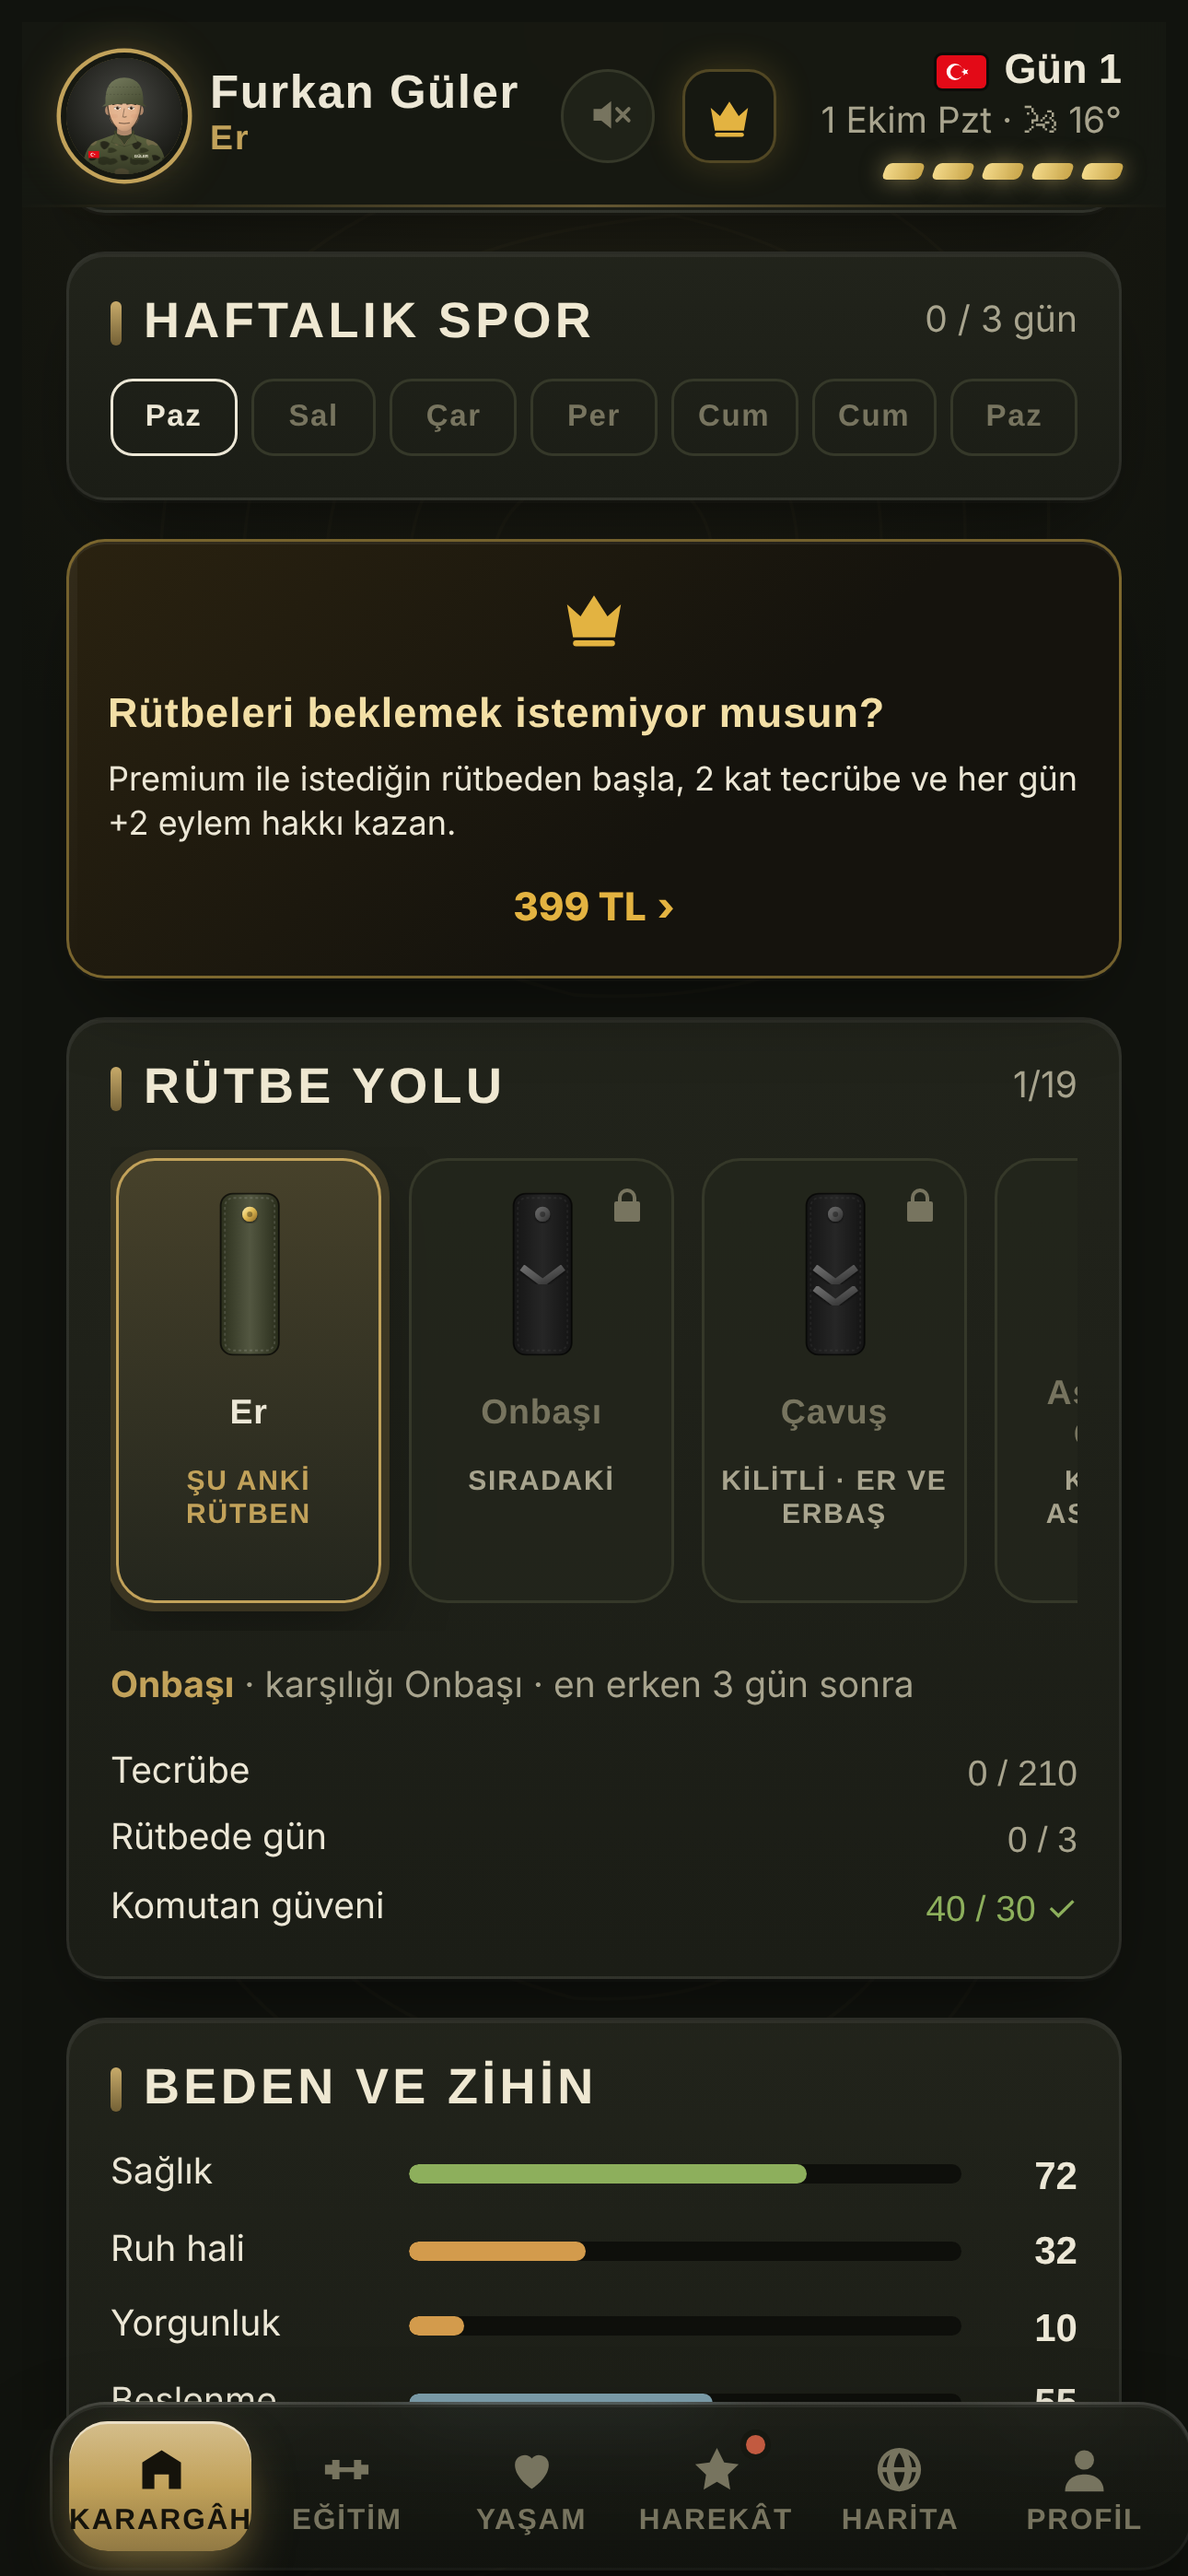 Furkan Güler
Er
Gün 1
1 Ekim Pzt · 16°
HAFTALIK SPOR
0 / 3 gün
Paz Sal Çar Per Cum Cum Paz
Rütbeleri beklemek istemiyor musun?
Premium ile istediğin rütbeden başla, 2 kat tecrübe ve her gün
+2 eylem hakkı kazan.
399 TL ›
RÜTBE YOLU
1/19
Er
ŞU ANKİ
RÜTBEN
Onbaşı
SIRADAKİ
Çavuş
KİLİTLİ · ER VE
ERBAŞ
Onbaşı · karşılığı Onbaşı · en erken 3 gün sonra
Tecrübe 0 / 210
Rütbede gün 0 / 3
Komutan güveni 40 / 30 ✓
BEDEN VE ZİHİN
Sağlık 72
Ruh hali 32
Yorgunluk 10
Beslenme 55
KARARGÂH EĞİTİM YAŞAM HAREKÂT HARİTA PROFİL